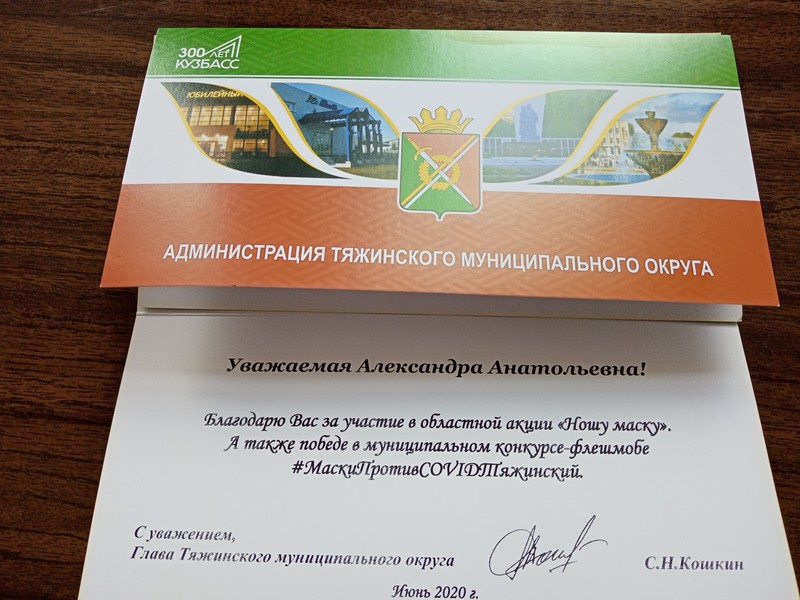 300 ЛЕТ
КУЗБАСС
ЮБИЛЕЙНЫЙ
АДМИНИСТРАЦИЯ ТЯЖИНСКОГО МУНИЦИПАЛЬНОГО ОКРУГА
Уважаемая Александра Анатольевна!
Благодарю Вас за участие в областной акции «Ношу маску».
А также победе в муниципальном конкурсе-флешмобе
#МаскиПротивCOVIDТяжинский.
С уважением,
Глава Тяжинского муниципального округа
С.Н.Кошкин
Июнь 2020 г.